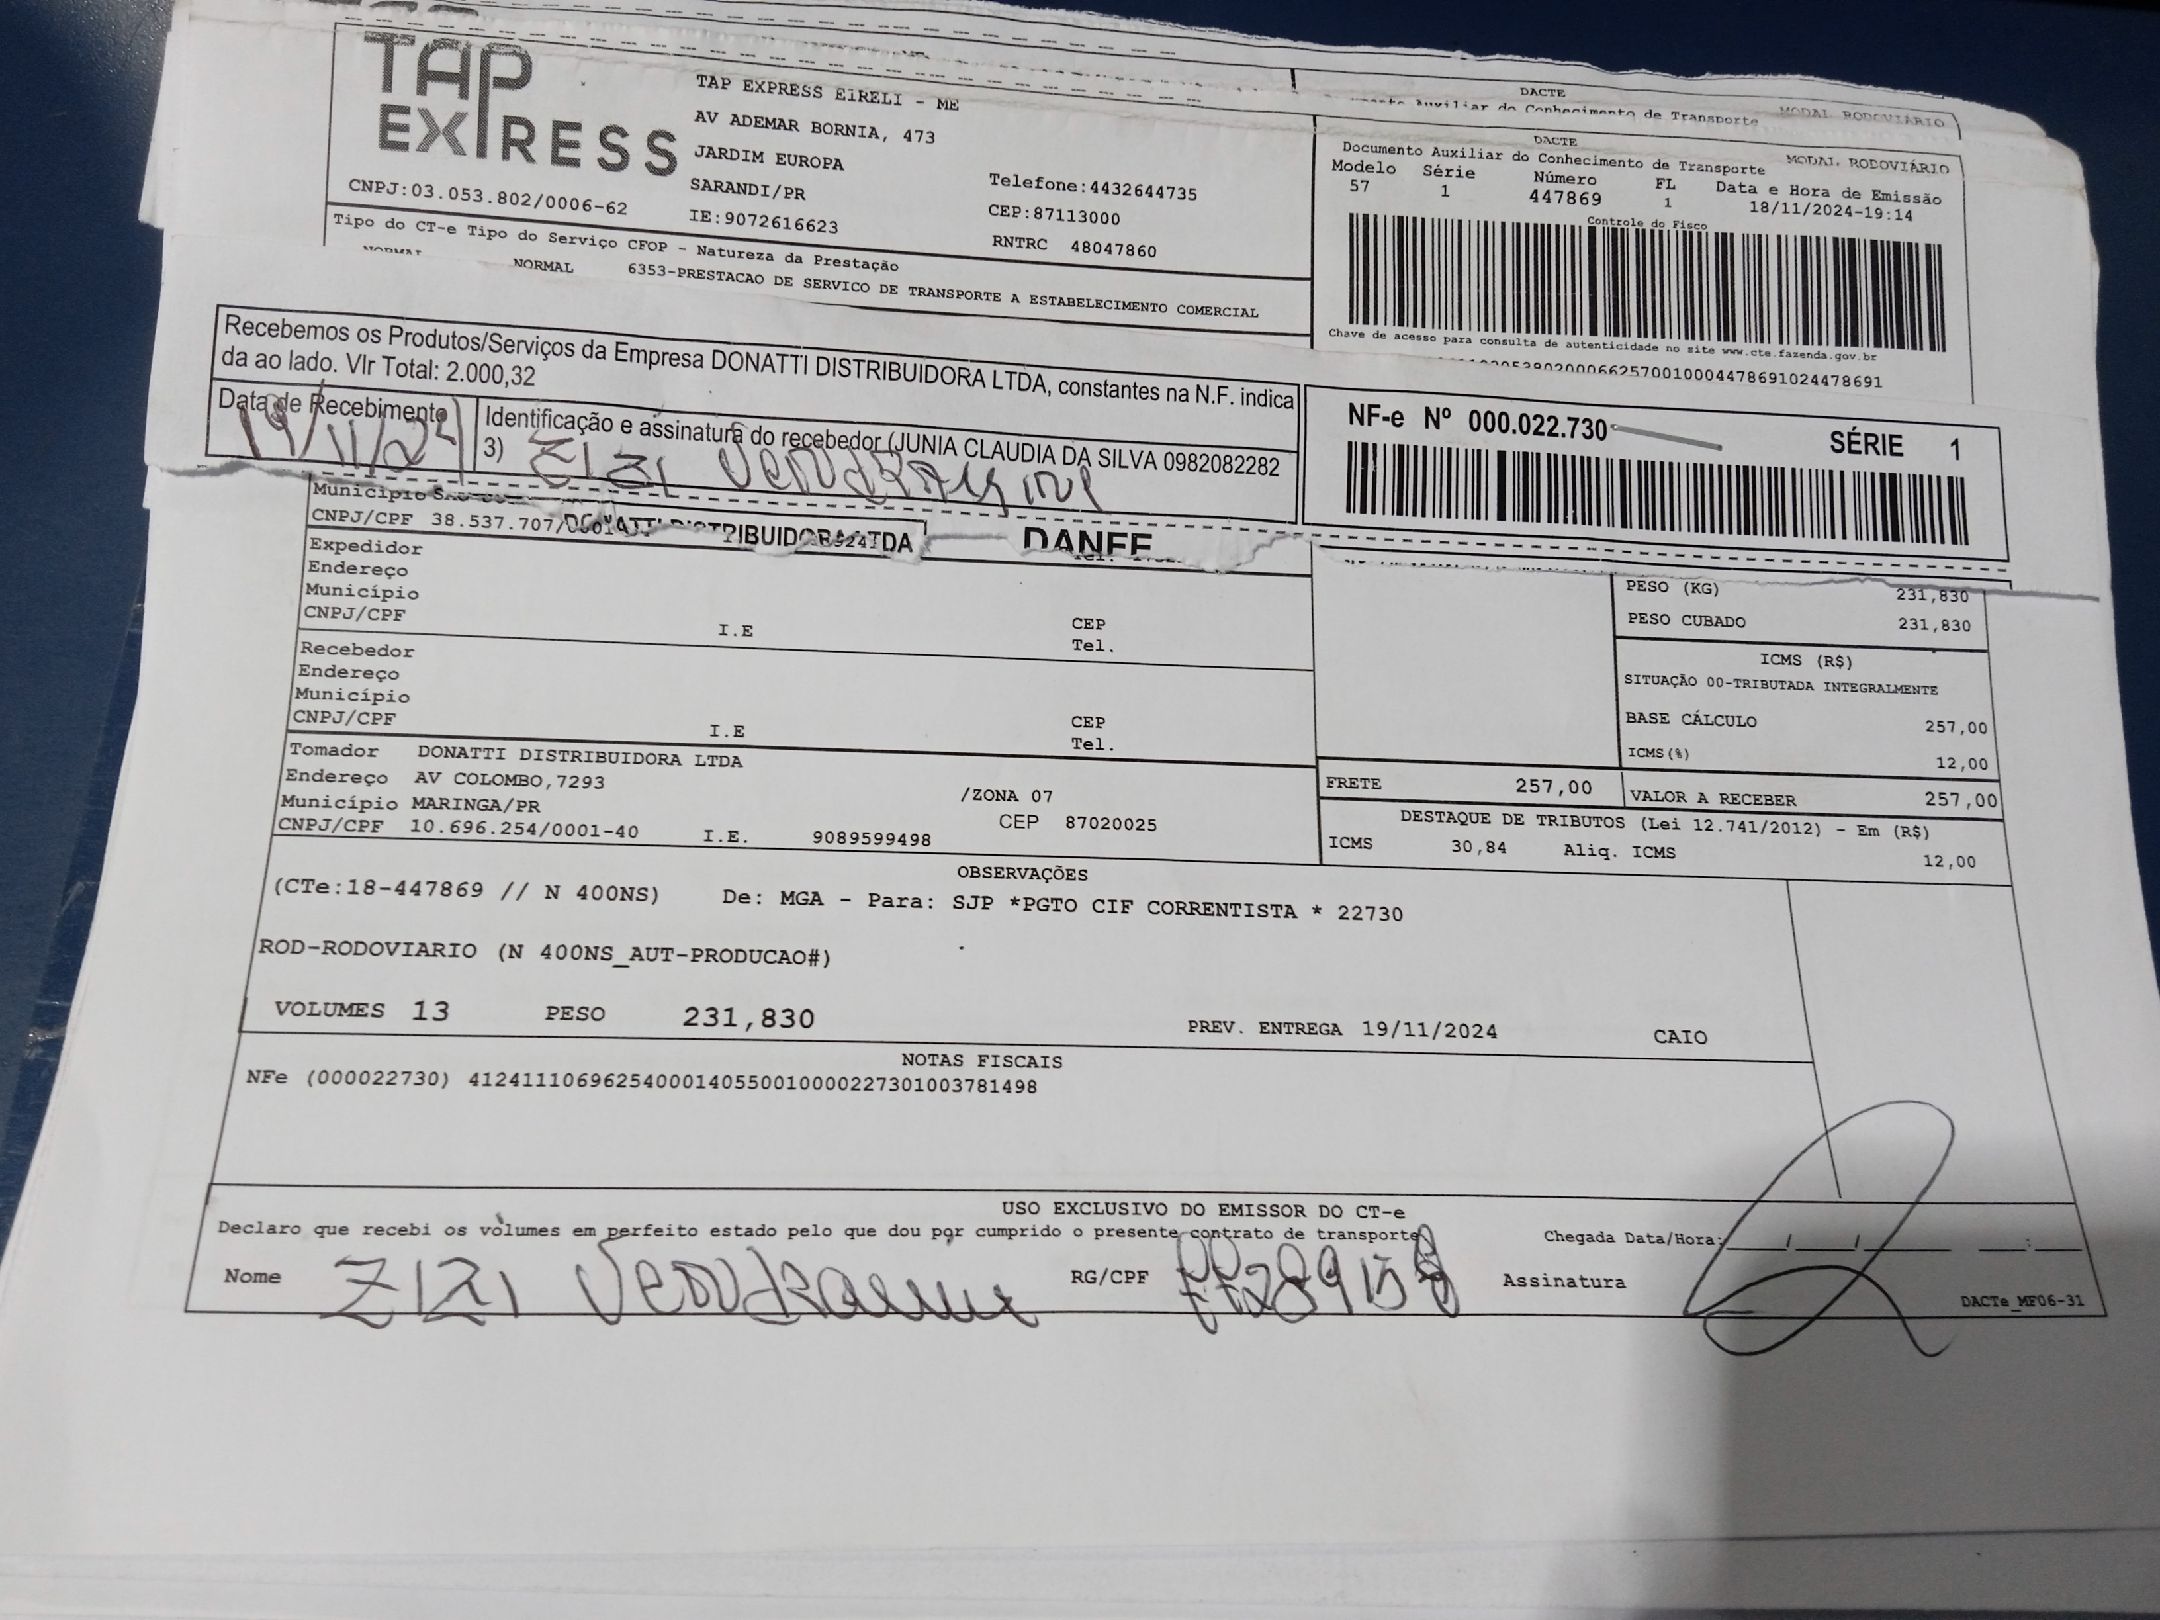 DACTE
MODAL RODOVIÁRIO
TAP EXPRESS
TAP EXPRESS EIRELI - ME
AV ADEMAR BORNIA, 473
JARDIM EUROPA
SARANDI/PR
IE:9072616623
Telefone:4432644735
CEP:87113000
RNTRC 48047860
CNPJ:03.053.802/0006-62
DACTE
Documento Auxiliar do Conhecimento de Transporte MODAL RODOVIÁRIO
Modelo Série Número FL Data e Hora de Emissão
57 1 447869 1 18/11/2024-19:14
Controle do Fisco
Chave de acesso para consulta de autenticidade no site www.cte.fazenda.gov.br
Tipo do CT-e Tipo do Serviço CFOP - Natureza da Prestação
NORMAL NORMAL 6353-PRESTACAO DE SERVICO DE TRANSPORTE A ESTABELECIMENTO COMERCIAL
Recebemos os Produtos/Serviços da Empresa DONATTI DISTRIBUIDORA LTDA, constantes na N.F. indica
da ao lado. Vlr Total: 2.000,32
Data de Recebimento
19/11/24
Identificação e assinatura do recebedor (JUNIA CLAUDIA DA SILVA 0982082282
3)
NF-e Nº 000.022.730 SÉRIE 1
Município
CNPJ/CPF 38.537.707/
DANFE
Expedidor
Endereço
Município
CNPJ/CPF I.E CEP
Tel.
Recebedor
Endereço
Município
CNPJ/CPF I.E CEP
Tel.
PESO (KG) 231,830
PESO CUBADO 231,830
ICMS (R$)
SITUAÇÃO 00-TRIBUTADA INTEGRALMENTE
BASE CÁLCULO 257,00
ICMS(%) 12,00
Tomador DONATTI DISTRIBUIDORA LTDA
Endereço AV COLOMBO,7293 /ZONA 07
Município MARINGA/PR CEP 87020025
CNPJ/CPF 10.696.254/0001-40 I.E. 9089599498
FRETE 257,00 VALOR A RECEBER 257,00
DESTAQUE DE TRIBUTOS (Lei 12.741/2012) - Em (R$)
ICMS 30,84 Aliq. ICMS 12,00
OBSERVAÇÕES
(CTe:18-447869 // N 400NS) De: MGA - Para: SJP *PGTO CIF CORRENTISTA * 22730
ROD-RODOVIARIO (N 400NS_AUT-PRODUCAO#)
VOLUMES 13 PESO 231,830 PREV. ENTREGA 19/11/2024 CAIO
NOTAS FISCAIS
NFe (000022730) 41241110696254000140550010000227301003781498
USO EXCLUSIVO DO EMISSOR DO CT-e
Declaro que recebi os volumes em perfeito estado pelo que dou por cumprido o presente contrato de transporte
Chegada Data/Hora: / / :
Nome RG/CPF Assinatura
DACTe_MF06-31